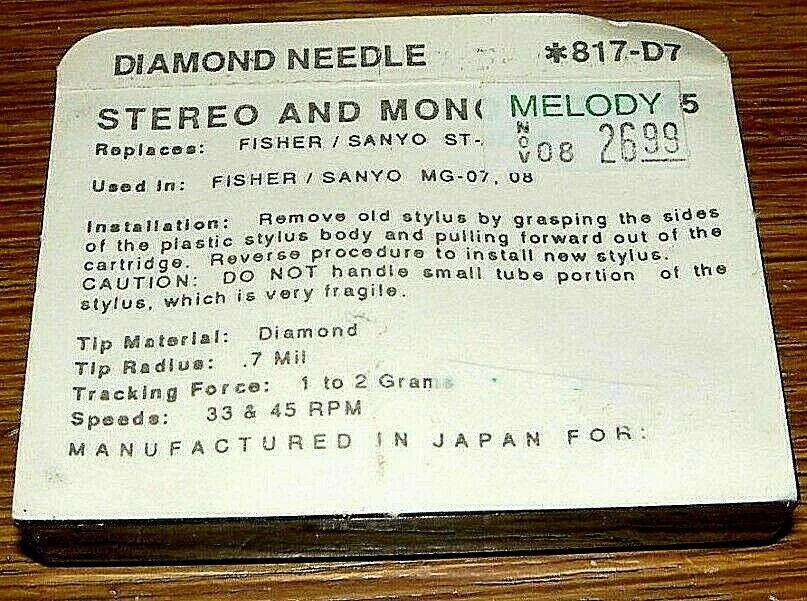 DIAMOND NEEDLE *817-D7
STEREO AND MONO 5
MELODY
NOV 08 26.99
Replaces: FISHER / SANYO ST-
Used in: FISHER / SANYO MG-07, 08
Installation: Remove old stylus by grasping the sides
of the plastic stylus body and pulling forward out of the
cartridge. Reverse procedure to install new stylus.
CAUTION: DO NOT handle small tube portion of the
stylus, which is very fragile.
Tip Material: Diamond
Tip Radius: .7 Mil
Tracking Force: 1 to 2 Grams
Speeds: 33 & 45 RPM
MANUFACTURED IN JAPAN FOR: